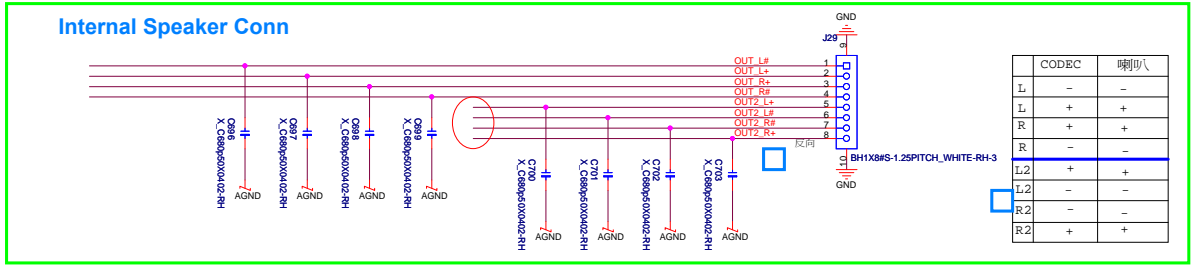 Internal Speaker Conn
GND
J29
9
OUT_L# 1
OUT_L+ 2
OUT_R+ 3
OUT_R# 4
OUT2_L+ 5
OUT2_L# 6
OUT2_R# 7
OUT2_R+ 8
反向
10
BH1X8#S-1.25PITCH_WHITE-RH-3
GND
C696
X_C680p50X0402-RH
AGND
C697
X_C680p50X0402-RH
AGND
C698
X_C680p50X0402-RH
AGND
C699
X_C680p50X0402-RH
AGND
C700
X_C680p50X0402-RH
AGND
C701
X_C680p50X0402-RH
AGND
C702
X_C680p50X0402-RH
AGND
C703
X_C680p50X0402-RH
AGND
CODEC 喇叭
L - -
L + +
R + +
R - -
L2 + +
L2 - -
R2 - -
R2 + +